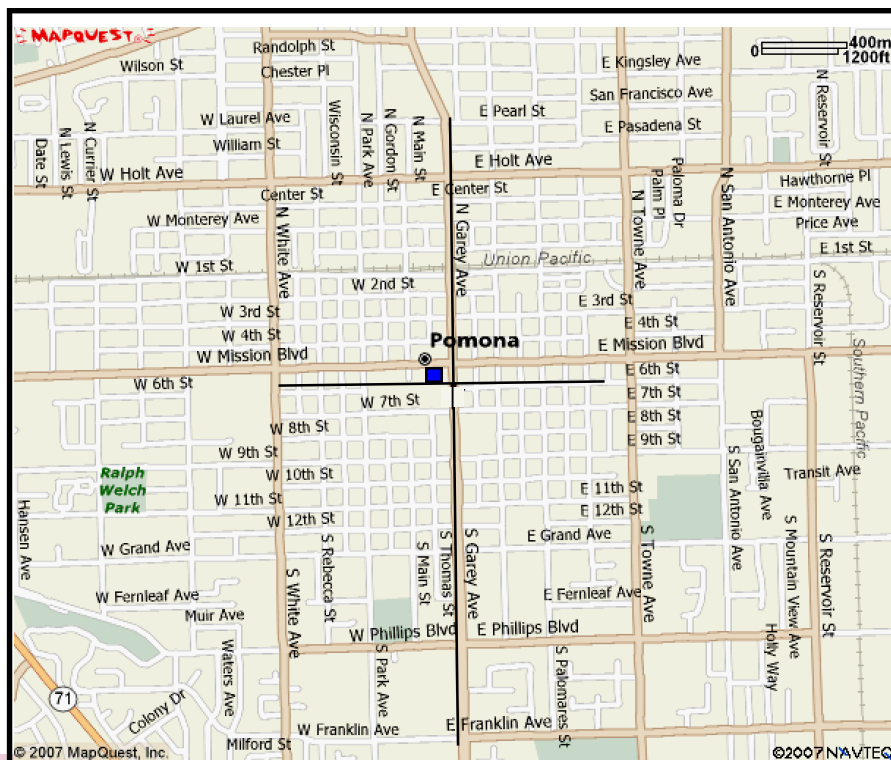 MAPQUEST
0 400m
1200ft
Randolph St
Wilson St
Chester Pl
E Kingsley Ave
San Francisco Ave
N Reservoir St
Wisconsin St
N Park Ave
N Gordon St
N Main St
E Pearl St
W Laurel Ave
E Pasadena St
Date St
N Lewis St
N Currier St
William St
E Holt Ave
W Holt Ave
Paloma Dr
Palm Pl
N San Antonio Ave
Hawthorne Pl
Center St
E Center St
N Towne Ave
E Monterey Ave
W Monterey Ave
N White Ave
N Garey Ave
Price Ave
E 1st St
Union Pacific
W 1st St
S Reservoir St
W 2nd St
E 3rd St
W 3rd St
E 4th St
W 4th St
Pomona
E Mission Blvd
W Mission Blvd
Southern Pacific
E 6th St
W 6th St
E 7th St
W 7th St
E 8th St
Bougainvillia Ave
W 8th St
E 9th St
W 9th St
S San Antonio Ave
Ralph
Welch
Park
W 10th St
Transit Ave
E 11th St
W 11th St
Hansen Ave
E 12th St
W 12th St
S Mountain View Ave
S Towne Ave
S Reservoir St
S Rebecca St
S Main St
S Thomas St
S Garey Ave
E Grand Ave
W Grand Ave
S White Ave
E Fernleaf Ave
W Fernleaf Ave
Muir Ave
W Phillips Blvd
E Phillips Blvd
Holly Way
Waters Ave
S Park Ave
S Palomares St
71
Colony Dr
E Franklin Ave
W Franklin Ave
Milford St
© 2007 MapQuest, Inc.
©2007 NAVTEQ